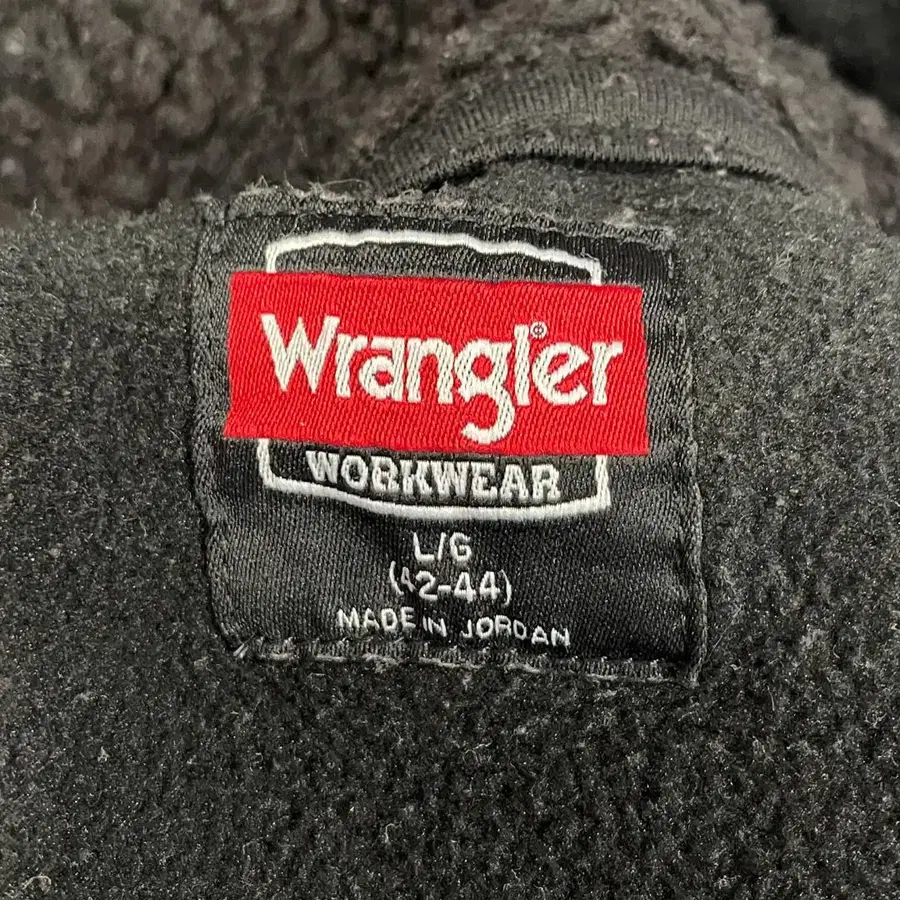 Wrangler®
WORKWEAR
L/G
(42-44)
MADE IN JORDAN